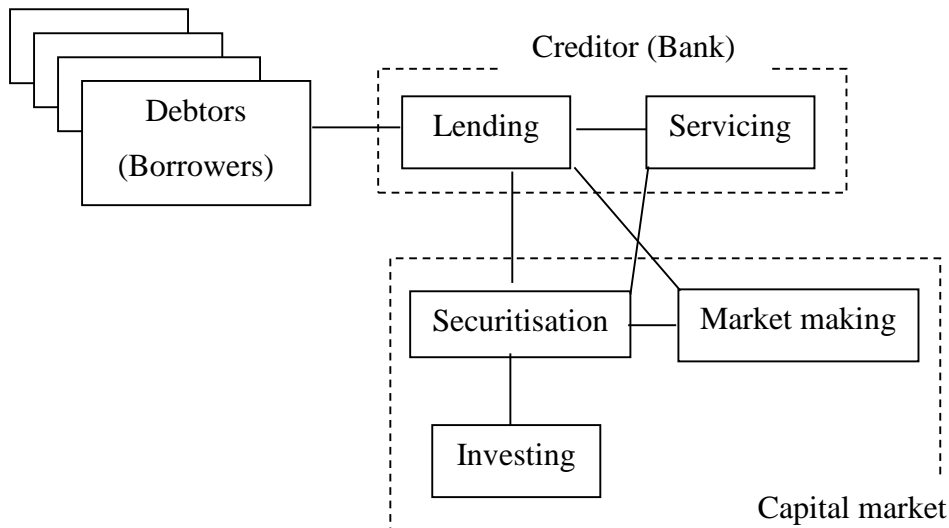 Creditor (Bank)
Debtors
(Borrowers)
Lending
Servicing
Securitisation
Market making
Investing
Capital market